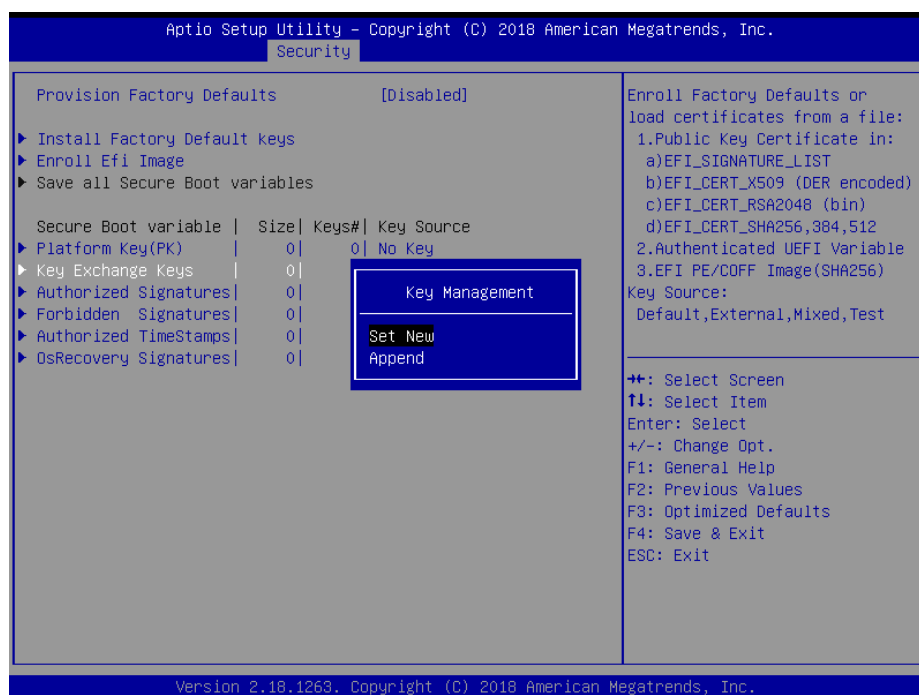 Aptio Setup Utility – Copyright (C) 2018 American Megatrends, Inc.
Security
Provision Factory Defaults [Disabled]
Install Factory Default keys
Enroll Efi Image
Save all Secure Boot variables
Secure Boot variable | Size| Keys#| Key Source
Platform Key(PK) | 0| 0| No Key
Key Exchange Keys | 0|
Authorized Signatures| 0|
Forbidden Signatures| 0|
Authorized TimeStamps| 0|
OsRecovery Signatures| 0|
Key Management
Set New
Append
Enroll Factory Defaults or
load certificates from a file:
1.Public Key Certificate in:
a)EFI_SIGNATURE_LIST
b)EFI_CERT_X509 (DER encoded)
c)EFI_CERT_RSA2048 (bin)
d)EFI_CERT_SHA256,384,512
2.Authenticated UEFI Variable
3.EFI PE/COFF Image(SHA256)
Key Source:
Default,External,Mixed,Test
→←: Select Screen
↑↓: Select Item
Enter: Select
+/-: Change Opt.
F1: General Help
F2: Previous Values
F3: Optimized Defaults
F4: Save & Exit
ESC: Exit
Version 2.18.1263. Copyright (C) 2018 American Megatrends, Inc.